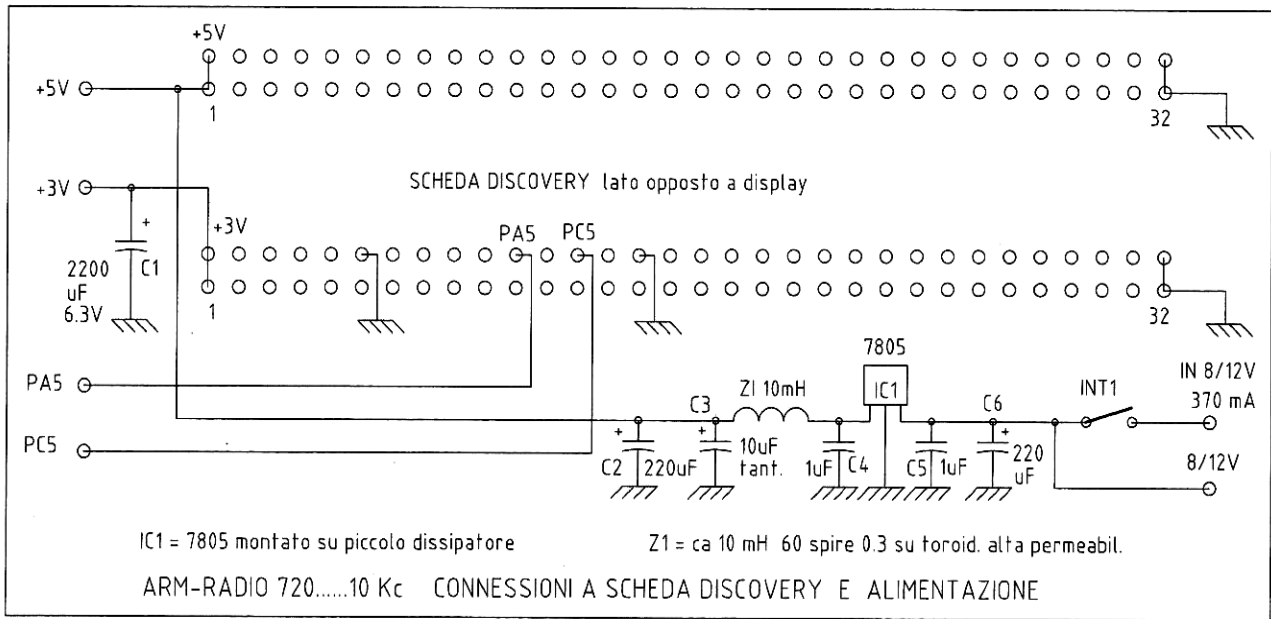 +5V
+5V
1
32
+3V
SCHEDA DISCOVERY lato opposto a display
+3V
PA5
PC5
+
C1
2200
uF
6.3V
1
32
7805
PA5
ZI 10mH
IC1
INT1
IN 8/12V
370 mA
C3
C6
PC5
+
C2
220uF
+
10uF
tant.
1uF
C4
C5
1uF
+
220
uF
8/12V
IC1 = 7805 montato su piccolo dissipatore
Z1 = ca 10 mH 60 spire 0.3 su toroid. alta permeabil.
ARM-RADIO 720......10 Kc CONNESSIONI A SCHEDA DISCOVERY E ALIMENTAZIONE